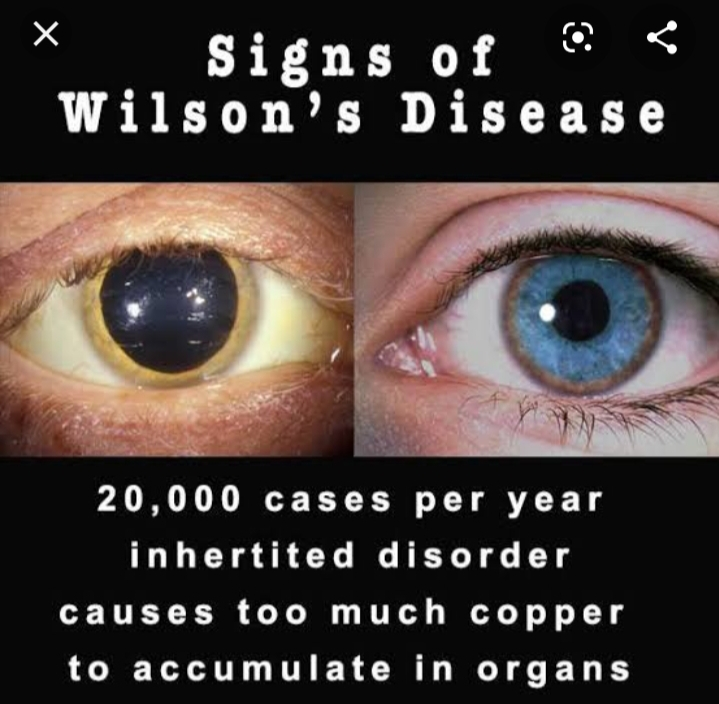 Signs of
Wilson's Disease
20,000 cases per year
inhertited disorder
causes too much copper
to accumulate in organs